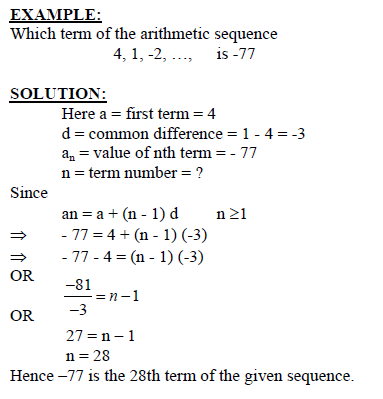 EXAMPLE:
Which term of the arithmetic sequence
4, 1, -2, …, is -77
SOLUTION:
Here a = first term = 4
d = common difference = 1 - 4 = -3
aₙ = value of nth term = - 77
n = term number = ?
Since
an = a + (n - 1) d n ≥1
⇒ - 77 = 4 + (n - 1) (-3)
⇒ - 77 - 4 = (n - 1) (-3)
OR
−81
—— = n − 1
−3
OR
27 = n − 1
n = 28
Hence –77 is the 28th term of the given sequence.